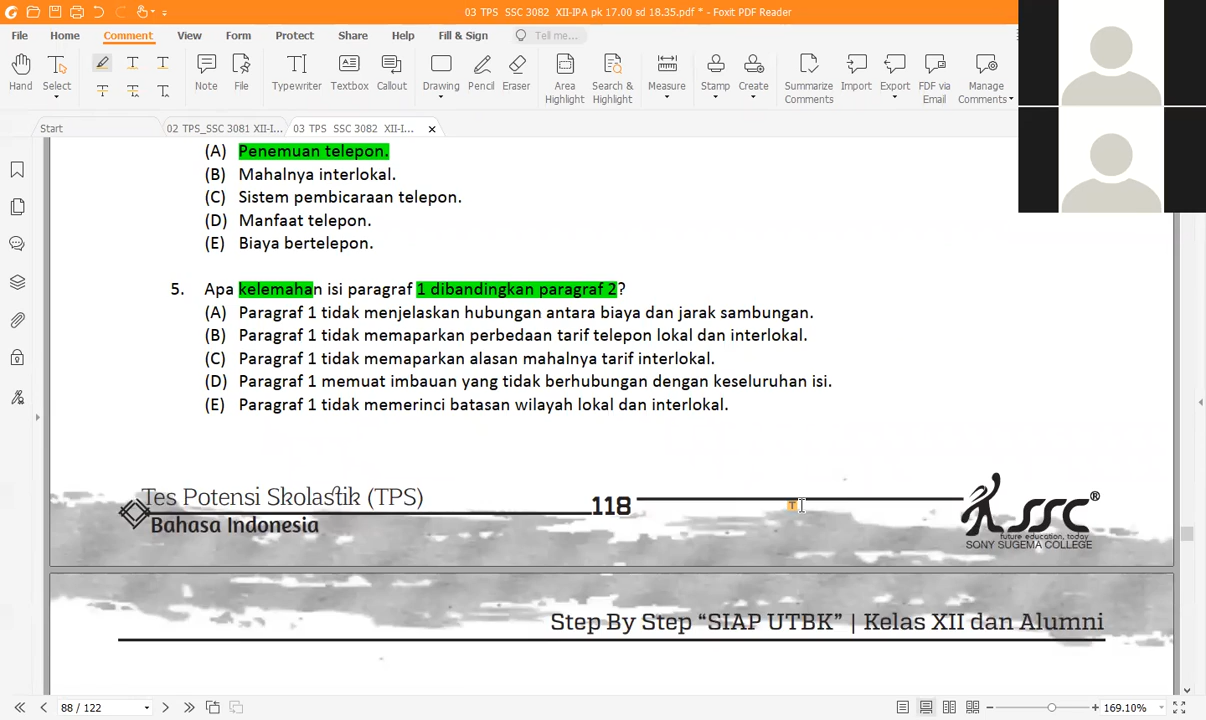 03 TPS SSC 3082 XII-IPA pk 17.00 sd 18.35.pdf * - Foxit PDF Reader
File Home Comment View Form Protect Share Help Fill & Sign Tell me...
Hand Select Note File Typewriter Textbox Callout Drawing Pencil Eraser Area Highlight Search & Highlight Measure Stamp Create Summarize Comments Import Export PDF via Email Manage Comments
Start 02 TPS_SSC 3081 XII-I... 03 TPS SSC 3082 XII-I...
(A) Penemuan telepon.
(B) Mahalnya interlokal.
(C) Sistem pembicaraan telepon.
(D) Manfaat telepon.
(E) Biaya bertelepon.
5. Apa kelemahan isi paragraf 1 dibandingkan paragraf 2?
(A) Paragraf 1 tidak menjelaskan hubungan antara biaya dan jarak sambungan.
(B) Paragraf 1 tidak memaparkan perbedaan tarif telepon lokal dan interlokal.
(C) Paragraf 1 tidak memaparkan alasan mahalnya tarif interlokal.
(D) Paragraf 1 memuat imbauan yang tidak berhubungan dengan keseluruhan isi.
(E) Paragraf 1 tidak memerinci batasan wilayah lokal dan interlokal.
Tes Potensi Skolastik (TPS)
118
Bahasa Indonesia
SSC®
future education, today
SONY SUGEMA COLLEGE
Step By Step “SIAP UTBK” | Kelas XII dan Alumni
88 / 122
169.10%